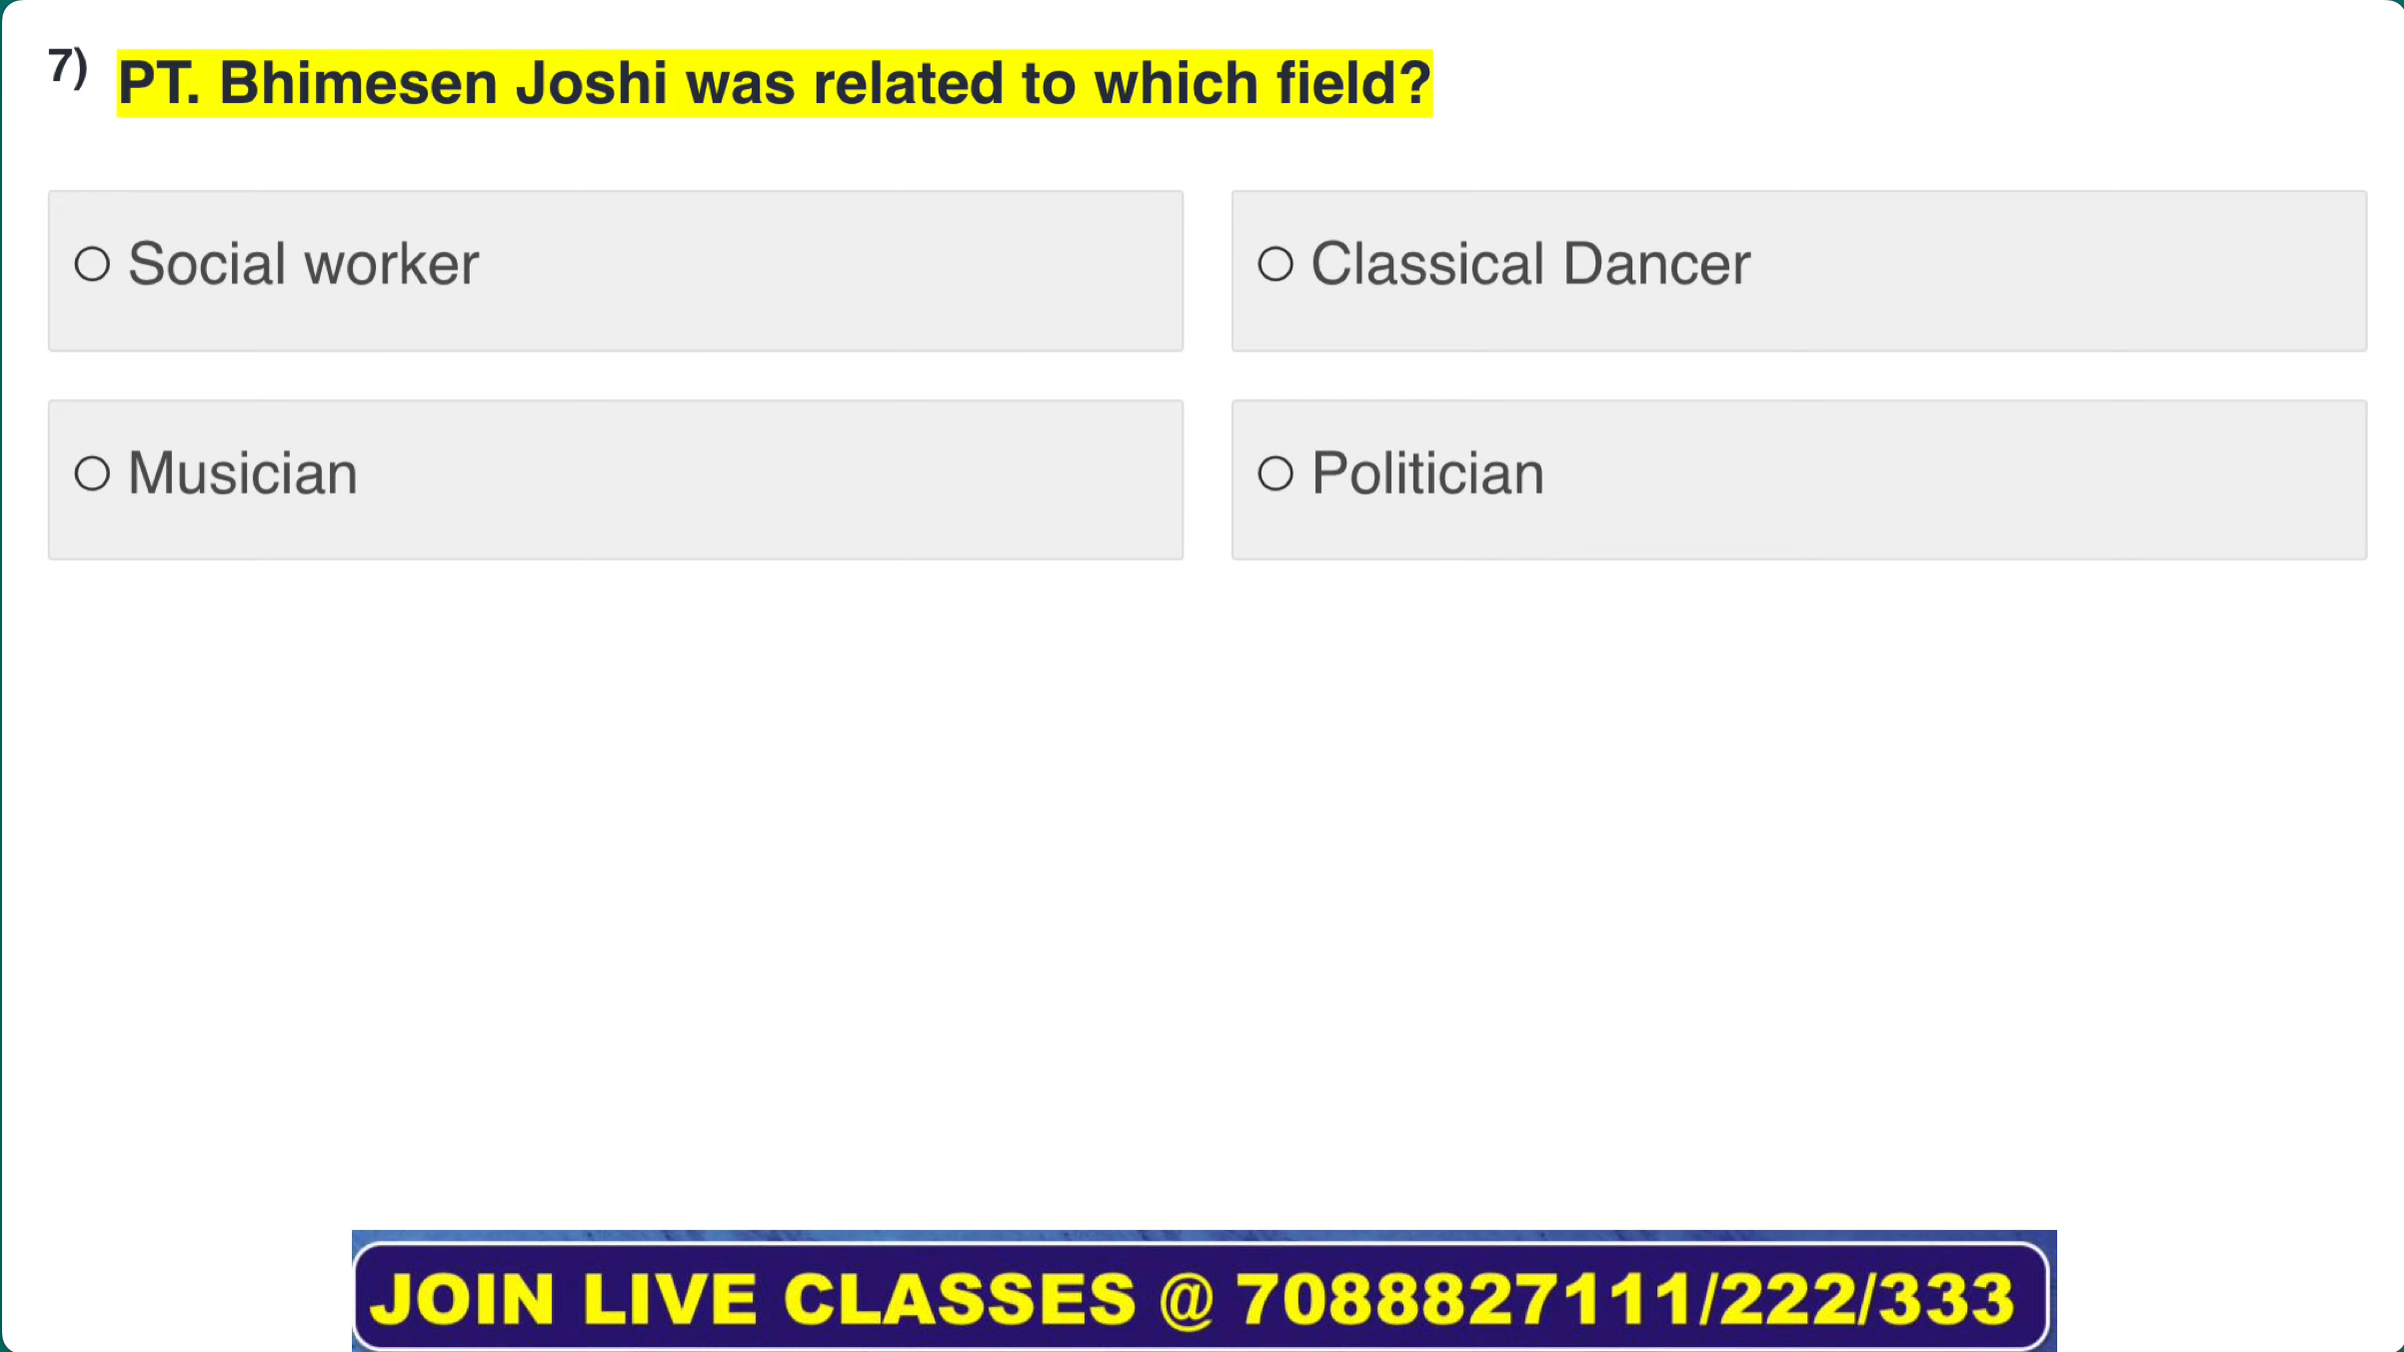 7) PT. Bhimesen Joshi was related to which field?
Social worker
Classical Dancer
Musician
Politician
JOIN LIVE CLASSES @ 7088827111/222/333